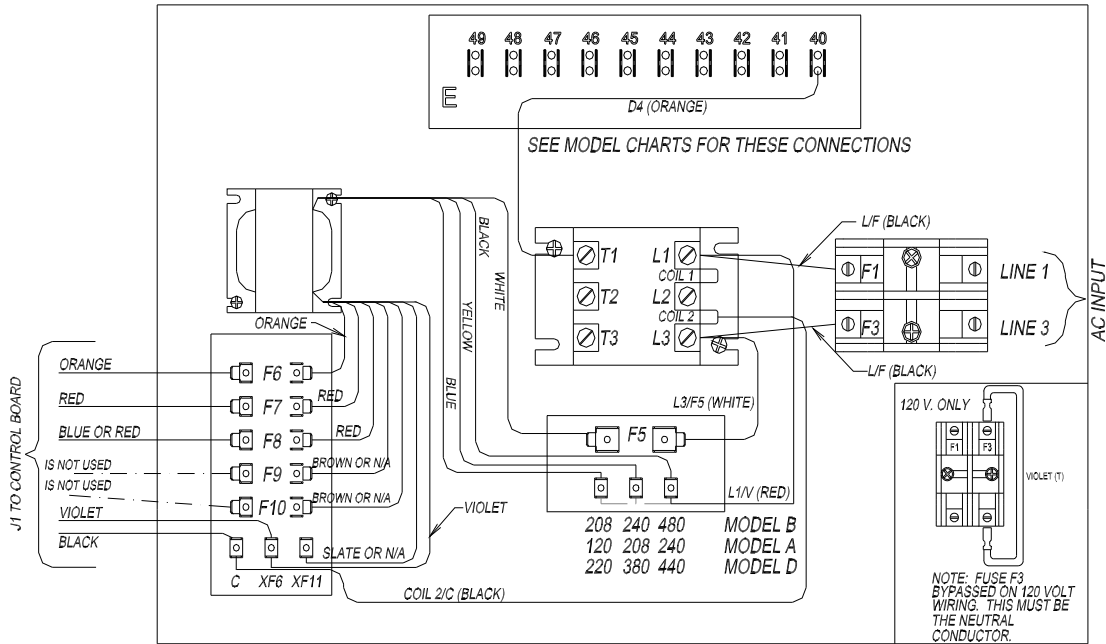 49 48 47 46 45 44 43 42 41 40
E
D4 (ORANGE)
SEE MODEL CHARTS FOR THESE CONNECTIONS
BLACK
WHITE
YELLOW
BLUE
T1 L1
COIL 1
T2 L2
COIL 2
T3 L3
L/F (BLACK)
F1 LINE 1
F3 LINE 3
L/F (BLACK)
AC INPUT
ORANGE
J1 TO CONTROL BOARD
ORANGE F6
RED F7 RED
BLUE OR RED F8 RED
IS NOT USED F9 BROWN OR N/A
IS NOT USED F10 BROWN OR N/A
VIOLET
BLACK
VIOLET
SLATE OR N/A
C XF6 XF11
COIL 2/C (BLACK)
L3/F5 (WHITE)
F5
L1/V (RED)
208 240 480 MODEL B
120 208 240 MODEL A
220 380 440 MODEL D
120 V. ONLY
F1 F3
VIOLET (T)
NOTE: FUSE F3
BYPASSED ON 120 VOLT
WIRING. THIS MUST BE
THE NEUTRAL
CONDUCTOR.